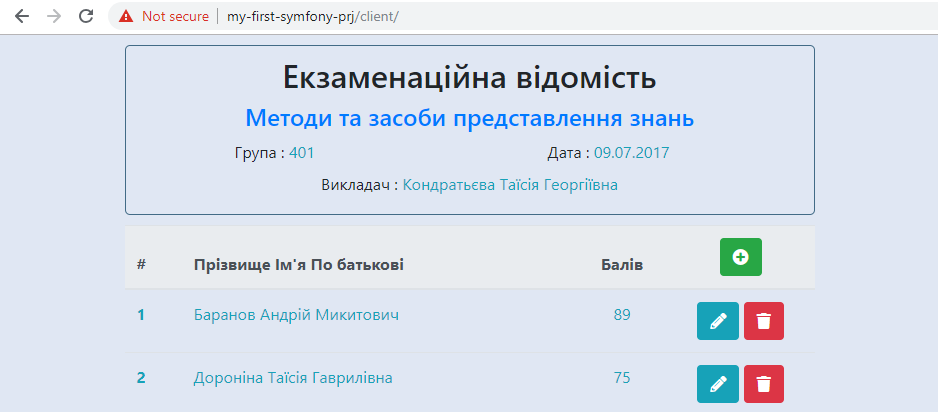 Not secure | my-first-symfony-prj/client/
Екзаменаційна відомість
Методи та засоби представлення знань
Група : 401 Дата : 09.07.2017
Викладач : Кондратьєва Таїсія Георгіївна
# Прізвище Ім'я По батькові Балів
1 Баранов Андрій Микитович 89
2 Дороніна Таїсія Гаврилівна 75